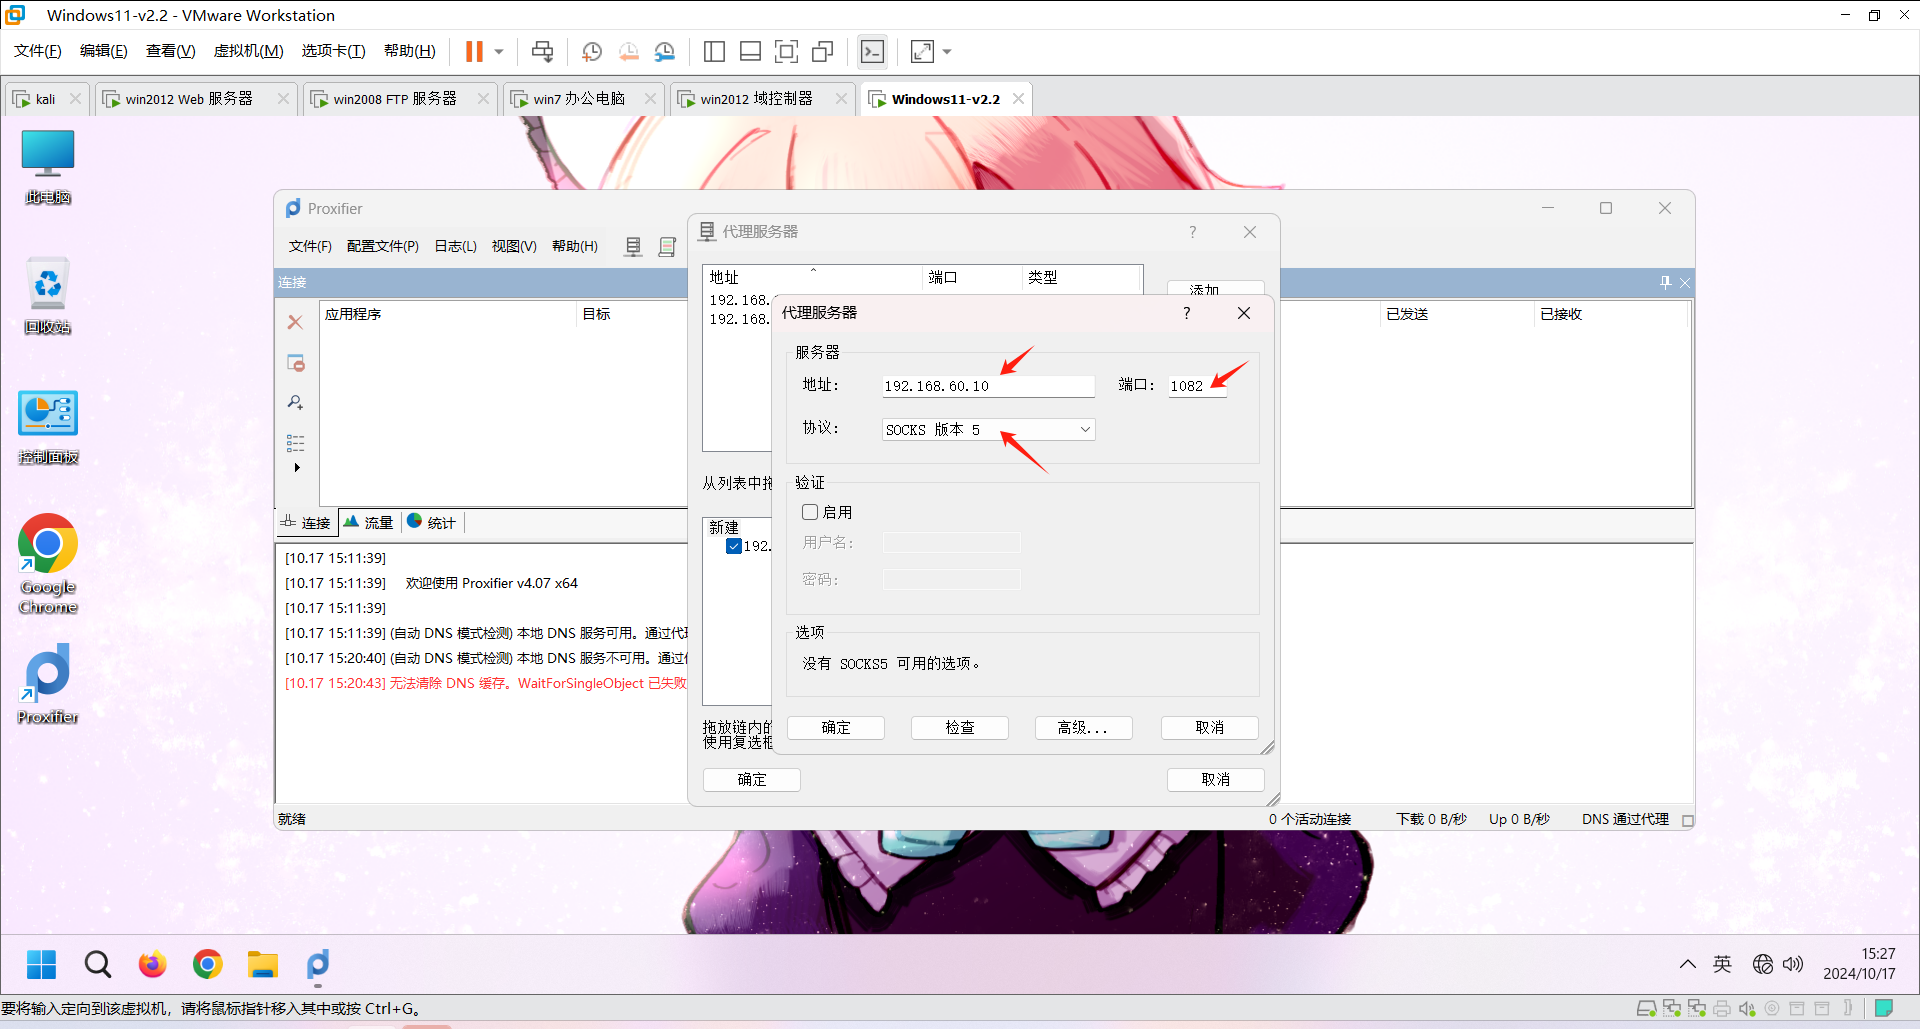 Windows11-v2.2 - VMware Workstation
文件(F) 编辑(E) 查看(V) 虚拟机(M) 选项卡(T) 帮助(H)
kali win2012 Web 服务器 win2008 FTP 服务器 win7 办公电脑 win2012 域控制器 Windows11-v2.2
此电脑
回收站
控制面板
Google
Chrome
Proxifier
Proxifier
文件(F) 配置文件(P) 日志(L) 视图(V) 帮助(H)
连接
应用程序 目标 已发送 已接收
连接 流量 统计
[10.17 15:11:39]
[10.17 15:11:39] 欢迎使用 Proxifier v4.07 x64
[10.17 15:11:39]
[10.17 15:11:39] (自动 DNS 模式检测) 本地 DNS 服务可用。通过代
[10.17 15:20:40] (自动 DNS 模式检测) 本地 DNS 服务不可用。通过
[10.17 15:20:43] 无法清除 DNS 缓存。WaitForSingleObject 已失败
就绪 0 个活动连接 下载 0 B/秒 Up 0 B/秒 DNS 通过代理
代理服务器 ?
地址 端口 类型
添加
192.168.
192.168.
从列表中
新建
192.
拖放链内的
使用复选框
确定 取消
代理服务器 ?
服务器
地址: 192.168.60.10 端口: 1082
协议: SOCKS 版本 5
验证
启用
用户名:
密码:
选项
没有 SOCKS5 可用的选项。
确定 检查 高级... 取消
英 15:27
2024/10/17
要将输入定向到该虚拟机，请将鼠标指针移入其中或按 Ctrl+G。